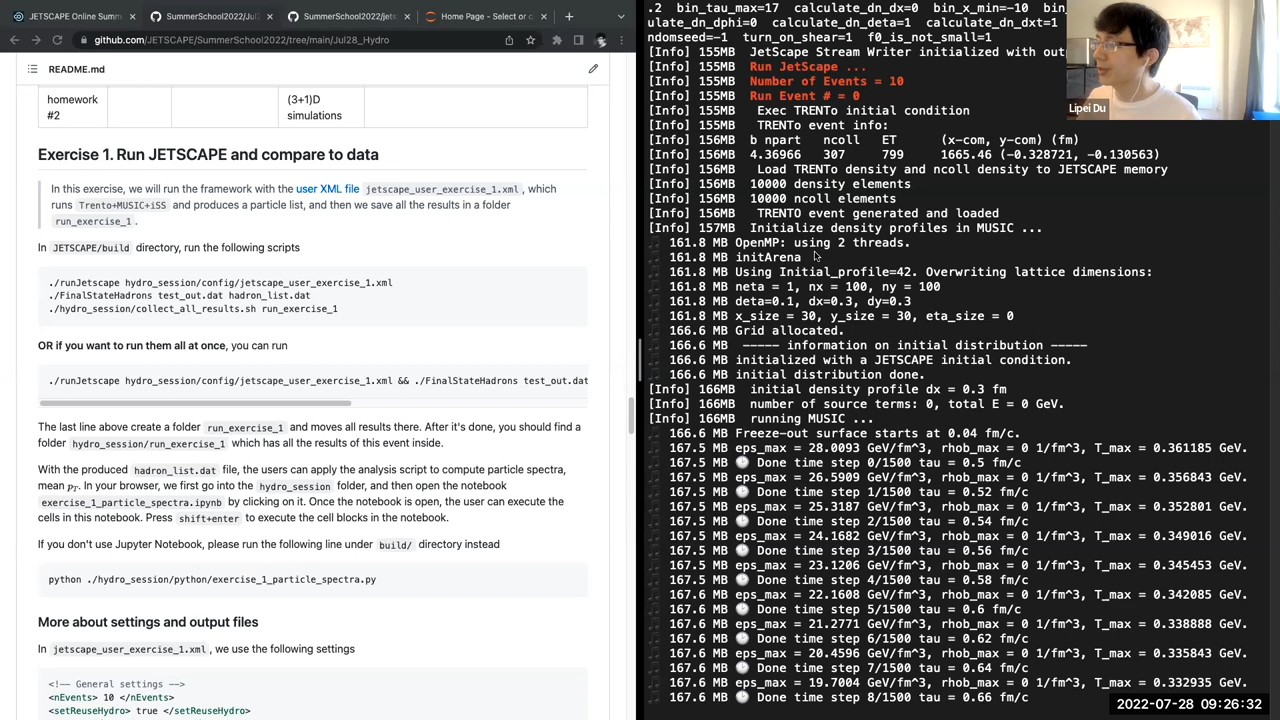 JETSCAPE Online Summ
SummerSchool2022/Jul
SummerSchool2022/jets
Home Page - Select or c
github.com/JETSCAPE/SummerSchool2022/tree/main/Jul28_Hydro
README.md
homework
#2
(3+1)D
simulations
Exercise 1. Run JETSCAPE and compare to data
In this exercise, we will run the framework with the user XML file jetscape_user_exercise_1.xml, which
runs Trento+MUSIC+iSS and produces a particle list, and then we save all the results in a folder
run_exercise_1.
In JETSCAPE/build directory, run the following scripts
./runJetscape hydro_session/config/jetscape_user_exercise_1.xml
./FinalStateHadrons test_out.dat hadron_list.dat
./hydro_session/collect_all_results.sh run_exercise_1
OR if you want to run them all at once, you can run
./runJetscape hydro_session/config/jetscape_user_exercise_1.xml && ./FinalStateHadrons test_out.dat
The last line above create a folder run_exercise_1 and moves all results there. After it's done, you should find a
folder hydro_session/run_exercise_1 which has all the results of this event inside.
With the produced hadron_list.dat file, the users can apply the analysis script to compute particle spectra,
mean pT. In your browser, we first go into the hydro_session folder, and then open the notebook
exercise_1_particle_spectra.ipynb by clicking on it. Once the notebook is open, the user can execute the
cells in this notebook. Press shift+enter to execute the cell blocks in the notebook.
If you don't use Jupyter Notebook, please run the following line under build/ directory instead
python ./hydro_session/python/exercise_1_particle_spectra.py
More about settings and output files
In jetscape_user_exercise_1.xml, we use the following settings
<!-- General settings -->
<nEvents> 10 </nEvents>
<setReuseHydro> true </setReuseHydro>
.2 bin_tau_max=17 calculate_dn_dx=0 bin_x_min=-10 bin_
ulate_dn_dphi=0 calculate_dn_deta=1 calculate_dn_dxt=1
ndomseed=-1 turn_on_shear=1 f0_is_not_small=1
[Info] 155MB JetScape Stream Writer initialized with outp
[Info] 155MB Run JetScape ...
[Info] 155MB Number of Events = 10
[Info] 155MB Run Event # = 0
[Info] 155MB Exec TRENTo initial condition
[Info] 155MB TRENTo event info:
[Info] 156MB b npart ncoll ET (x-com, y-com) (fm)
[Info] 156MB 4.36966 307 799 1665.46 (-0.328721, -0.130563)
[Info] 156MB Load TRENTo density and ncoll density to JETSCAPE memory
[Info] 156MB 10000 density elements
[Info] 156MB 10000 ncoll elements
[Info] 156MB TRENTO event generated and loaded
[Info] 157MB Initialize density profiles in MUSIC ...
161.8 MB OpenMP: using 2 threads.
161.8 MB initArena
161.8 MB Using Initial_profile=42. Overwriting lattice dimensions:
161.8 MB neta = 1, nx = 100, ny = 100
161.8 MB deta=0.1, dx=0.3, dy=0.3
161.8 MB x_size = 30, y_size = 30, eta_size = 0
166.6 MB Grid allocated.
166.6 MB ----- information on initial distribution -----
166.6 MB initialized with a JETSCAPE initial condition.
166.6 MB initial distribution done.
[Info] 166MB initial density profile dx = 0.3 fm
[Info] 166MB number of source terms: 0, total E = 0 GeV.
[Info] 166MB running MUSIC ...
166.6 MB Freeze-out surface starts at 0.04 fm/c.
167.5 MB eps_max = 28.0093 GeV/fm^3, rhob_max = 0 1/fm^3, T_max = 0.361185 GeV.
167.5 MB Done time step 0/1500 tau = 0.5 fm/c
167.5 MB eps_max = 26.5909 GeV/fm^3, rhob_max = 0 1/fm^3, T_max = 0.356843 GeV.
167.5 MB Done time step 1/1500 tau = 0.52 fm/c
167.5 MB eps_max = 25.3187 GeV/fm^3, rhob_max = 0 1/fm^3, T_max = 0.352801 GeV.
167.5 MB Done time step 2/1500 tau = 0.54 fm/c
167.5 MB eps_max = 24.1682 GeV/fm^3, rhob_max = 0 1/fm^3, T_max = 0.349016 GeV.
167.5 MB Done time step 3/1500 tau = 0.56 fm/c
167.6 MB eps_max = 23.1206 GeV/fm^3, rhob_max = 0 1/fm^3, T_max = 0.345453 GeV.
167.6 MB Done time step 4/1500 tau = 0.58 fm/c
167.6 MB eps_max = 22.1608 GeV/fm^3, rhob_max = 0 1/fm^3, T_max = 0.342085 GeV.
167.6 MB Done time step 5/1500 tau = 0.6 fm/c
167.6 MB eps_max = 21.2771 GeV/fm^3, rhob_max = 0 1/fm^3, T_max = 0.338888 GeV.
167.6 MB Done time step 6/1500 tau = 0.62 fm/c
167.6 MB eps_max = 20.4596 GeV/fm^3, rhob_max = 0 1/fm^3, T_max = 0.335843 GeV.
167.6 MB Done time step 7/1500 tau = 0.64 fm/c
167.6 MB eps_max = 19.7004 GeV/fm^3, rhob_max = 0 1/fm^3, T_max = 0.332935 GeV.
167.6 MB Done time step 8/1500 tau = 0.66 fm/c
Lipei Du
2022-07-28 09:26:32